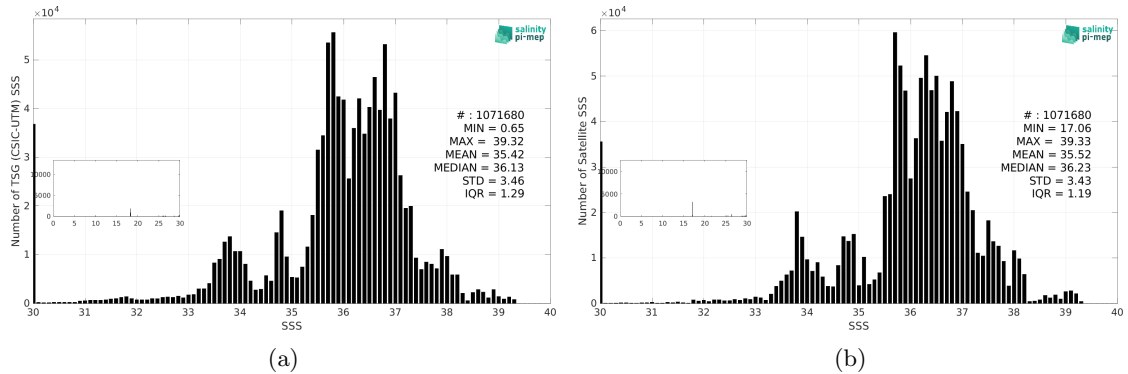 ×10^4
Number of TSG (CSIC-UTM) SSS
5
4
3
2
1
0
30 31 32 33 34 35 36 37 38 39 40
SSS
salinity
pi-mep
# : 1071680
MIN = 0.65
MAX = 39.32
MEAN = 35.42
MEDIAN = 36.13
STD = 3.46
IQR = 1.29
10000
5000
0
0 5 10 15 20 25 30
(a)
×10^4
Number of Satellite SSS
6
5
4
3
2
1
0
30 31 32 33 34 35 36 37 38 39 40
SSS
salinity
pi-mep
# : 1071680
MIN = 17.06
MAX = 39.33
MEAN = 35.52
MEDIAN = 36.23
STD = 3.43
IQR = 1.19
10000
5000
0
0 5 10 15 20 25 30
(b)